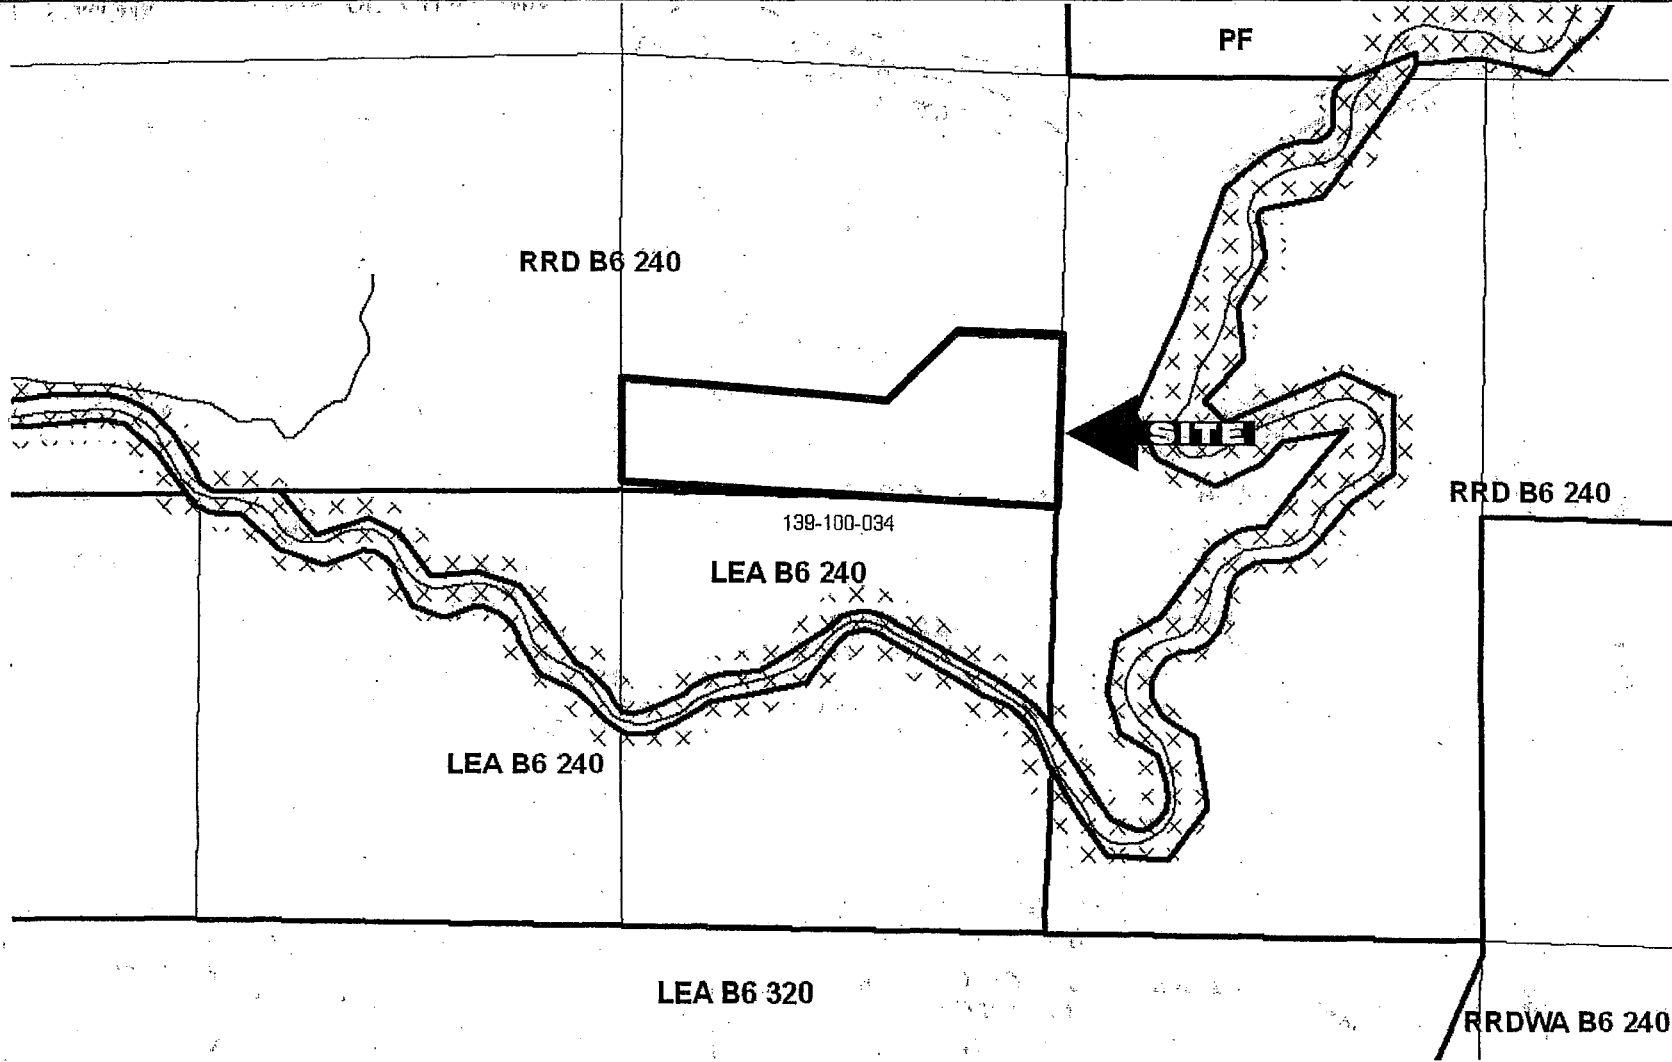 PF
RRD B6 240
SITE
RRD B6 240
139-100-034
LEA B6 240
LEA B6 240
LEA B6 320
RRDWA B6 240